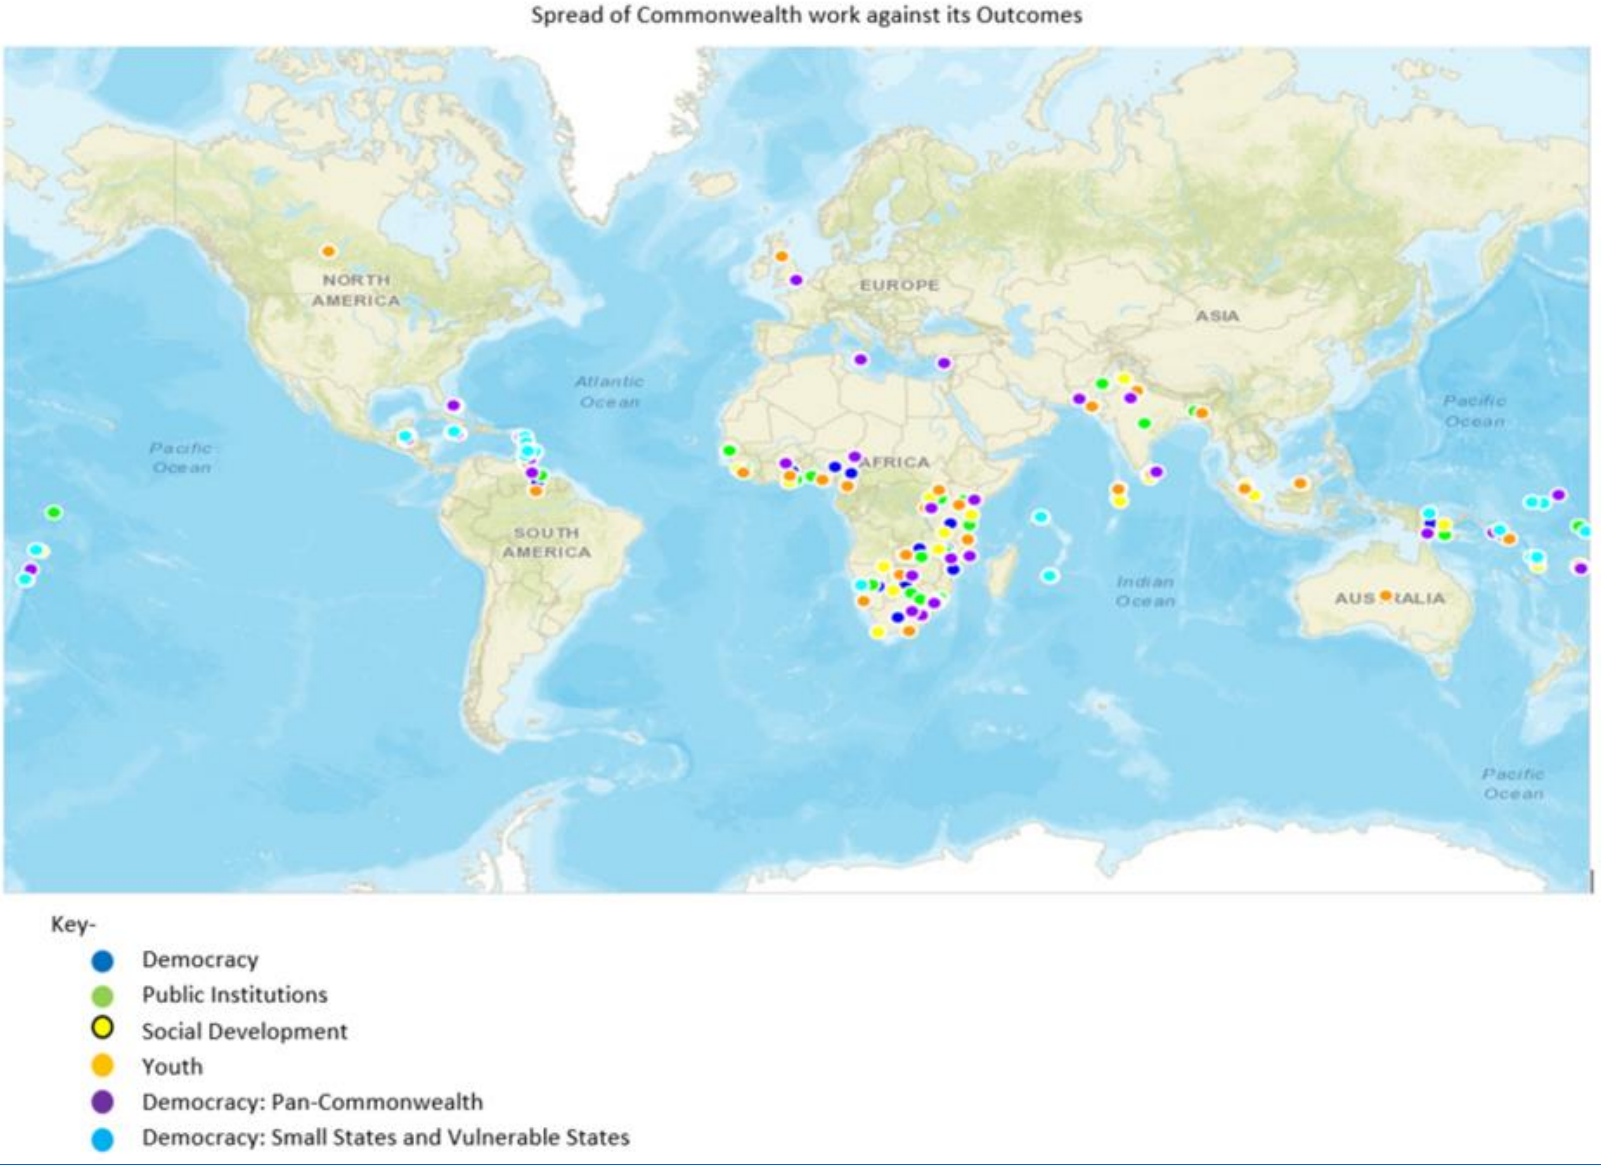 Spread of Commonwealth work against its Outcomes
NORTH
AMERICA
EUROPE
ASIA
Atlantic
Ocean
Pacific
Ocean
Pacific
Ocean
AFRICA
SOUTH
AMERICA
Indian
Ocean
AUSTRALIA
Pacific
Ocean
Key-
Democracy
Public Institutions
Social Development
Youth
Democracy: Pan-Commonwealth
Democracy: Small States and Vulnerable States